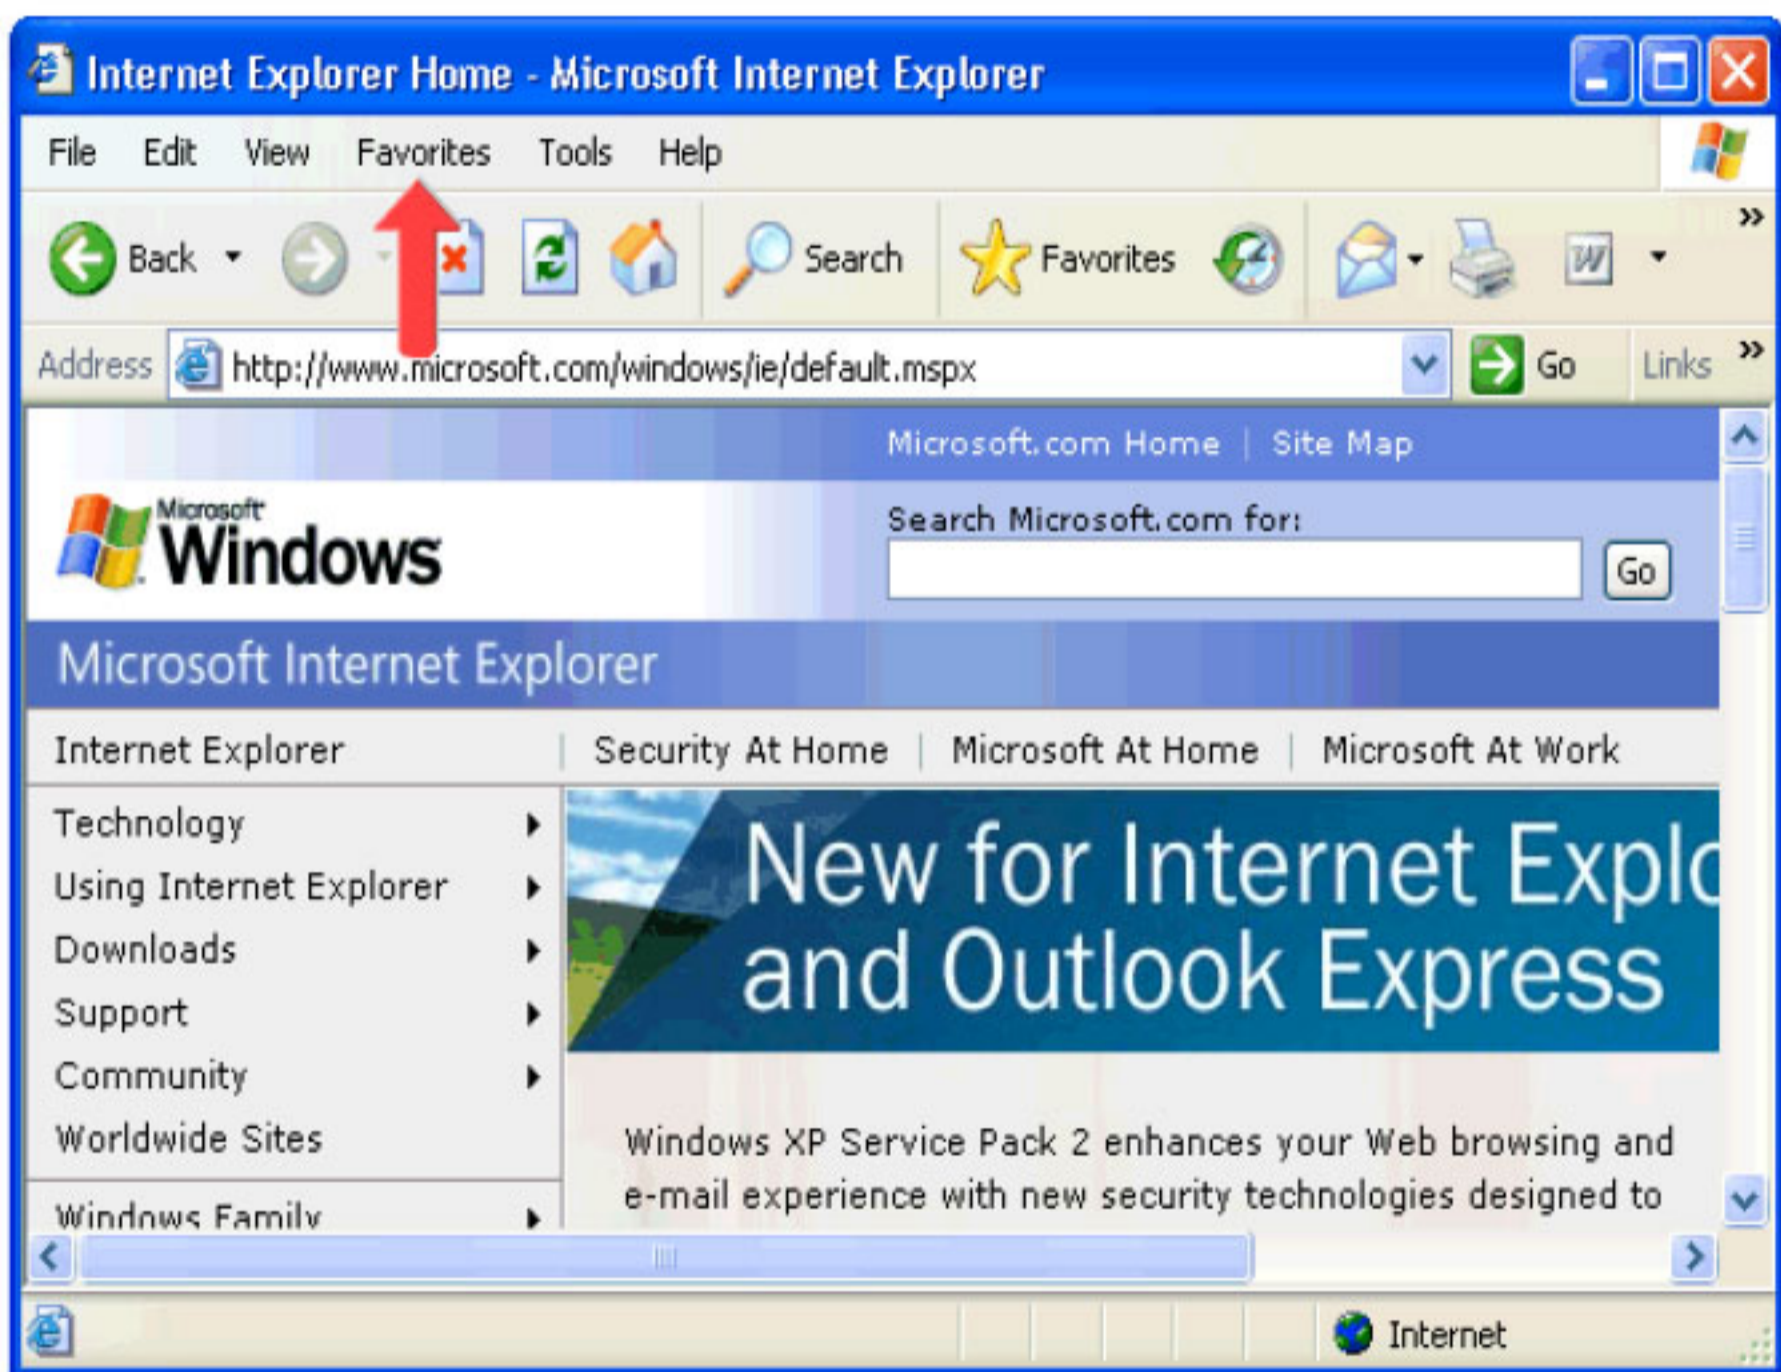 Internet Explorer Home - Microsoft Internet Explorer
File Edit View Favorites Tools Help
Back Search Favorites W »
Address http://www.microsoft.com/windows/ie/default.mspx Go Links »
Microsoft.com Home | Site Map
Microsoft
Windows
Search Microsoft.com for:
Go
Microsoft Internet Explorer
Internet Explorer | Security At Home | Microsoft At Home | Microsoft At Work
Technology
Using Internet Explorer
Downloads
Support
Community
Worldwide Sites
Windows Family
New for Internet Explo
and Outlook Express
Windows XP Service Pack 2 enhances your Web browsing and
e-mail experience with new security technologies designed to
Internet